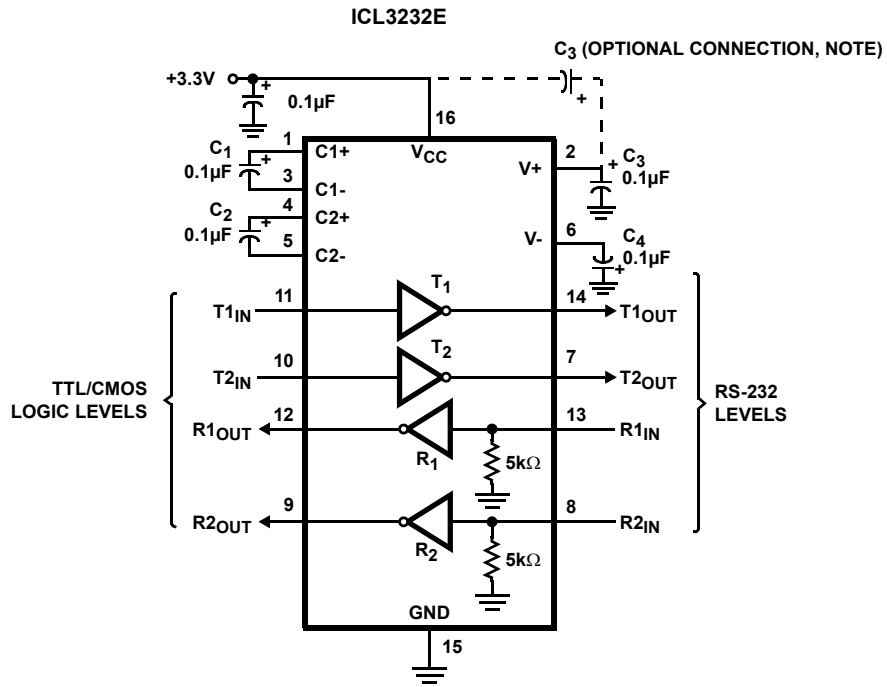 ICL3232E
C3 (OPTIONAL CONNECTION, NOTE)
+3.3V
+
0.1µF
+
16
VCC
1
C1+
C1
0.1µF
+
3
C1-
2
V+
+
C3
0.1µF
4
C2+
C2
0.1µF
+
5
C2-
6
V-
C4
0.1µF
+
T1IN
11
T1
14
T1OUT
T2IN
10
T2
7
T2OUT
TTL/CMOS
LOGIC LEVELS
RS-232
LEVELS
R1OUT
12
R1
13
R1IN
5kΩ
R2OUT
9
R2
8
R2IN
5kΩ
GND
15